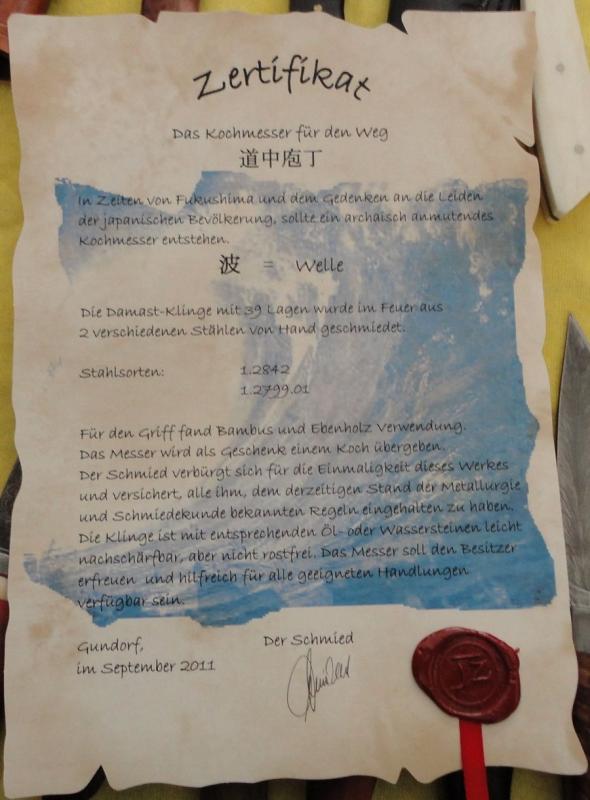 Zertifikat
Das Kochmesser für den Weg
道中庖丁
In Zeiten von Fukushima und dem Gedenken an die Leiden
der japanischen Bevölkerung, sollte ein archaisch anmutendes
Kochmesser entstehen.
波 = Welle
Die Damast-Klinge mit 39 Lagen wurde im Feuer aus
2 verschiedenen Stählen von Hand geschmiedet.
Stahlsorten: 1.2842
1.2799.01
Für den Griff fand Bambus und Ebenholz Verwendung.
Das Messer wird als Geschenk einem Koch übergeben.
Der Schmied verbürgt sich für die Einmaligkeit dieses Werkes
und versichert, alle ihm, dem derzeitigen Stand der Metallurgie
und Schmiedekunde bekannten Regeln eingehalten zu haben.
Die Klinge ist mit entsprechenden Öl- oder Wassersteinen leicht
nachschärfbar, aber nicht rostfrei. Das Messer soll den Besitzer
erfreuen und hilfreich für alle geeigneten Handlungen
verfügbar sein.
Gundorf, Der Schmied
im September 2011